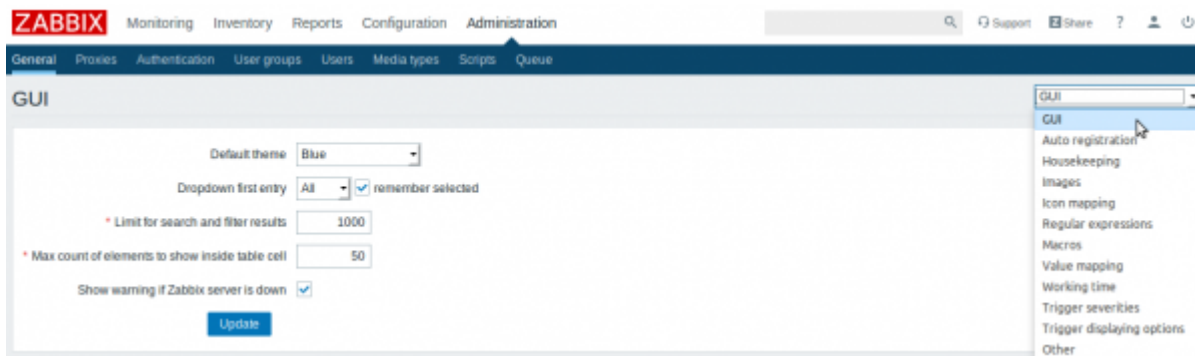 ZABBIX Monitoring Inventory Reports Configuration Administration Support Share ?
General Proxies Authentication User groups Users Media types Scripts Queue
GUI
GUI
GUI
Auto registration
Housekeeping
Images
Icon mapping
Regular expressions
Macros
Value mapping
Working time
Trigger severities
Trigger displaying options
Other
Default theme Blue
Dropdown first entry All remember selected
* Limit for search and filter results 1000
* Max count of elements to show inside table cell 50
Show warning if Zabbix server is down
Update